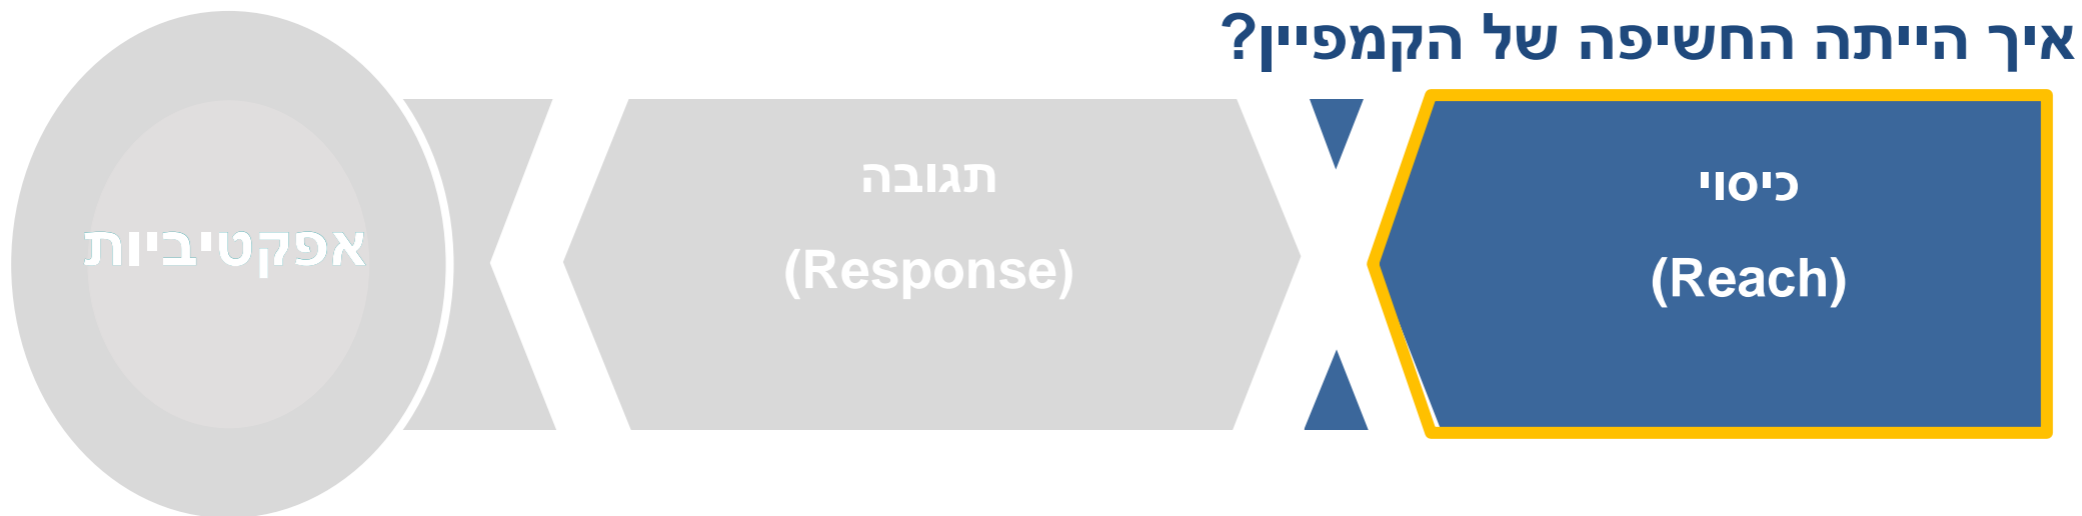 איך הייתה החשיפה של הקמפיין?
כיסוי
(Reach)
תגובה
(Response)
אפקטיביות